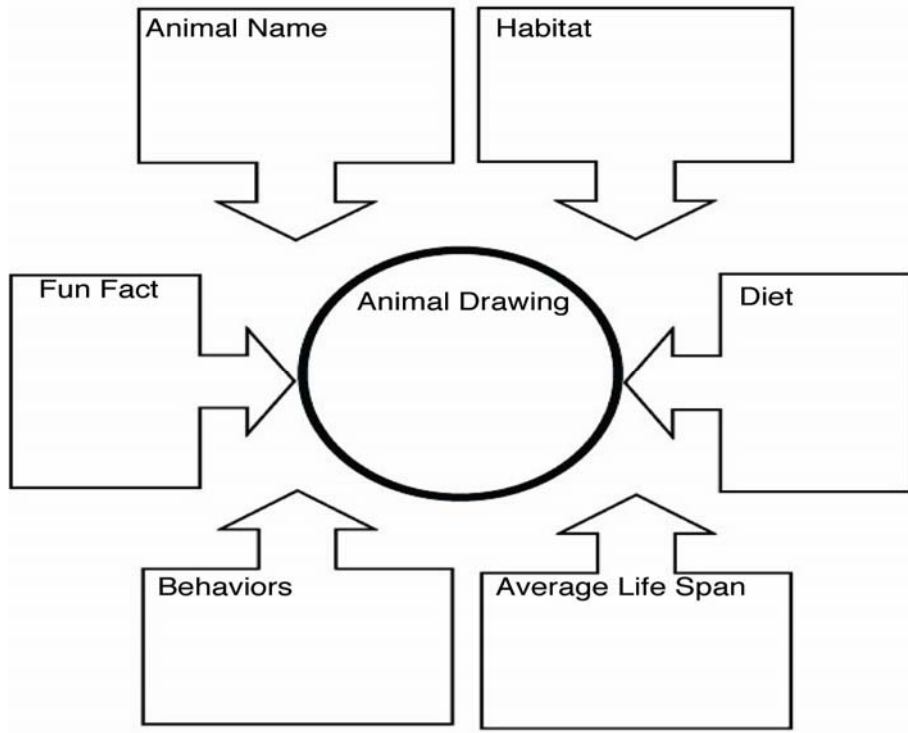 Animal Name
Habitat
Fun Fact
Animal Drawing
Diet
Behaviors
Average Life Span